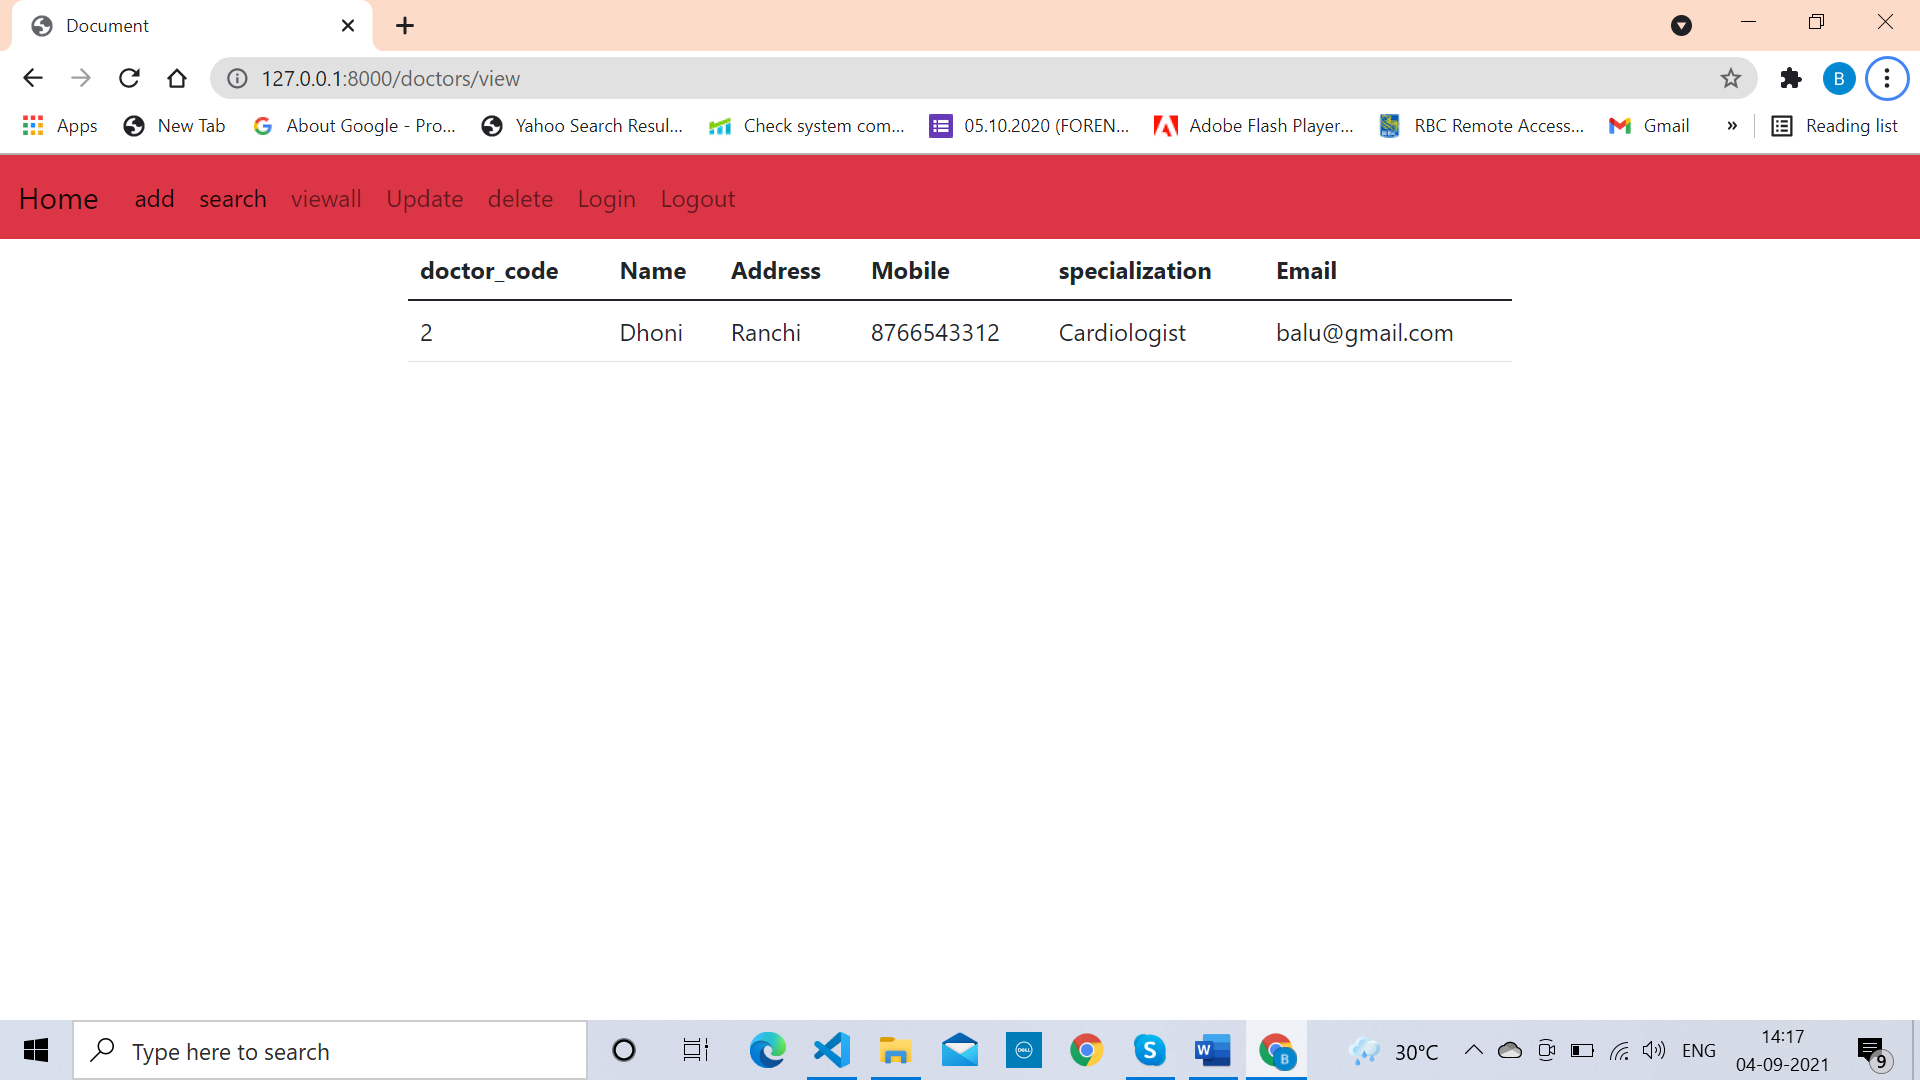 Document
127.0.0.1:8000/doctors/view
B
Apps New Tab About Google - Pro... Yahoo Search Resul... Check system com... 05.10.2020 (FOREN... Adobe Flash Player... RBC Remote Access... Gmail » Reading list
Home add search viewall Update delete Login Logout
doctor_code Name Address Mobile specialization Email
2 Dhoni Ranchi 8766543312 Cardiologist balu@gmail.com
Type here to search
DELL
S
W
B
30°C
ENG
14:17
04-09-2021
9